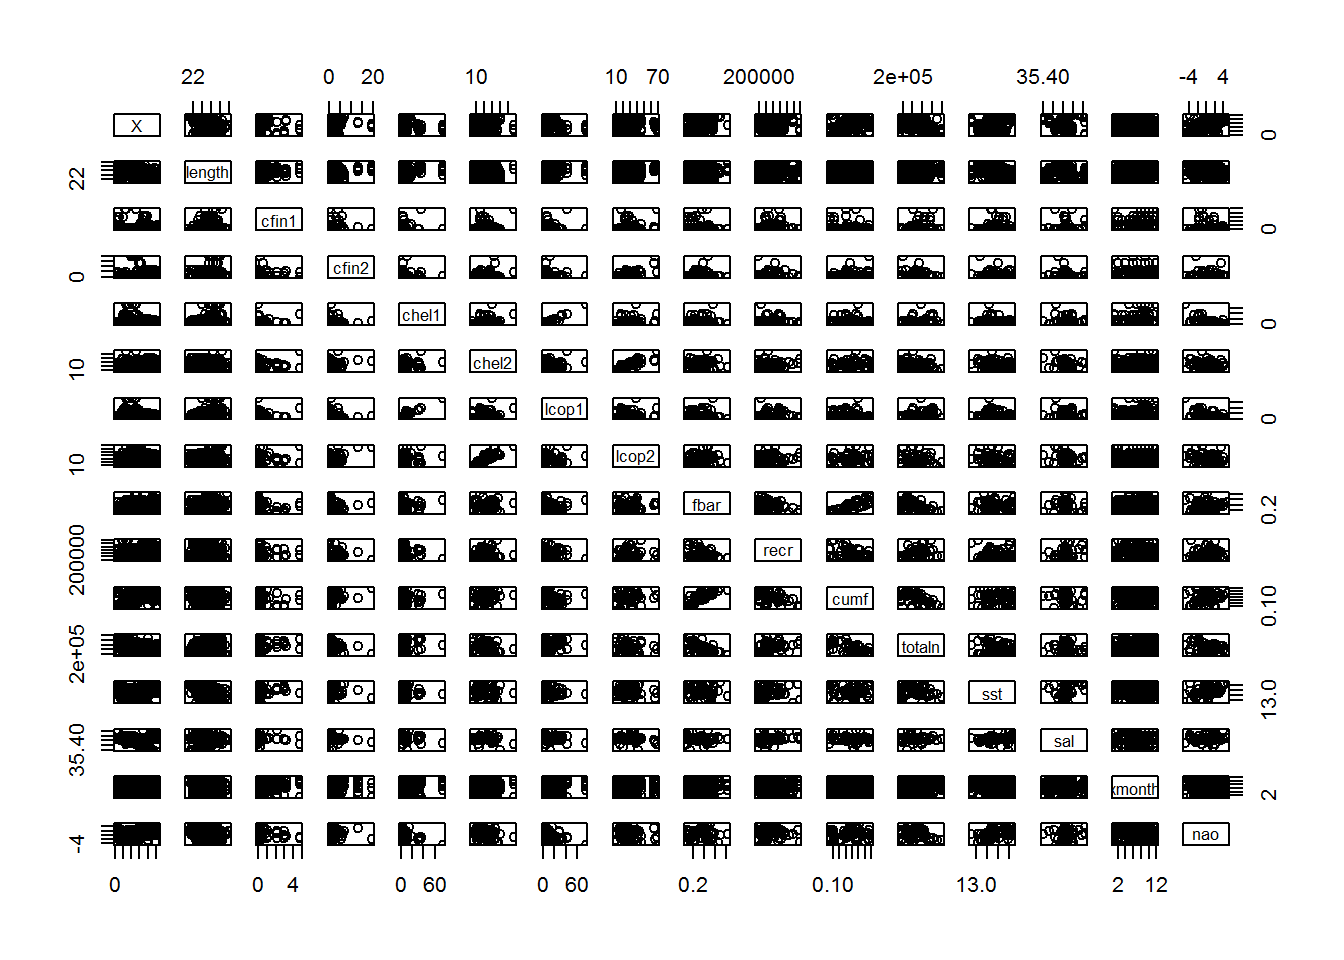 22 0 20 10 10 70 200000 2e+05 35.40 -4 4
X 0
22 length
cfin1 0
0 cfin2
chel1 0
10 chel2
lcop1 0
10 lcop2
fbar 0.2
200000 recr
cumf 0.10
2e+05 totaln
sst 13.0
35.40 sal
xmonth 2
-4 nao
0 0 4 0 60 0 60 0.2 0.10 13.0 2 12